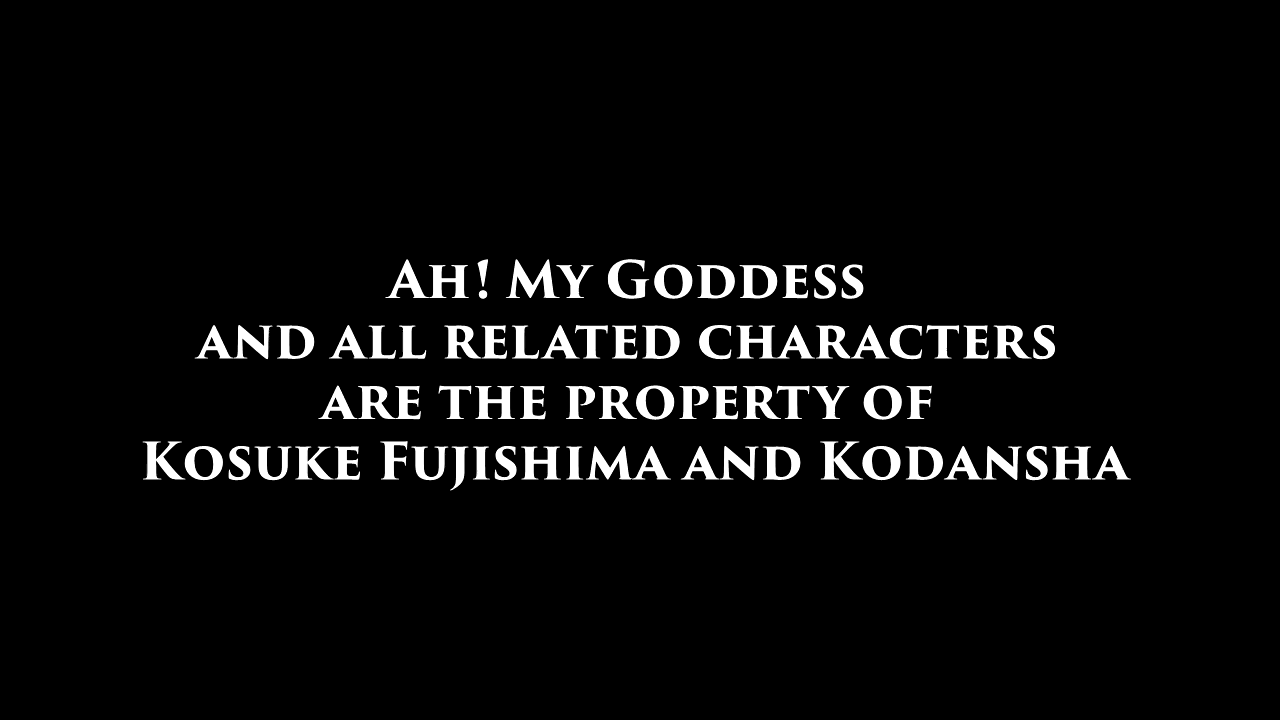 Ah! My Goddess
and all related characters
are the property of
Kosuke Fujishima and Kodansha